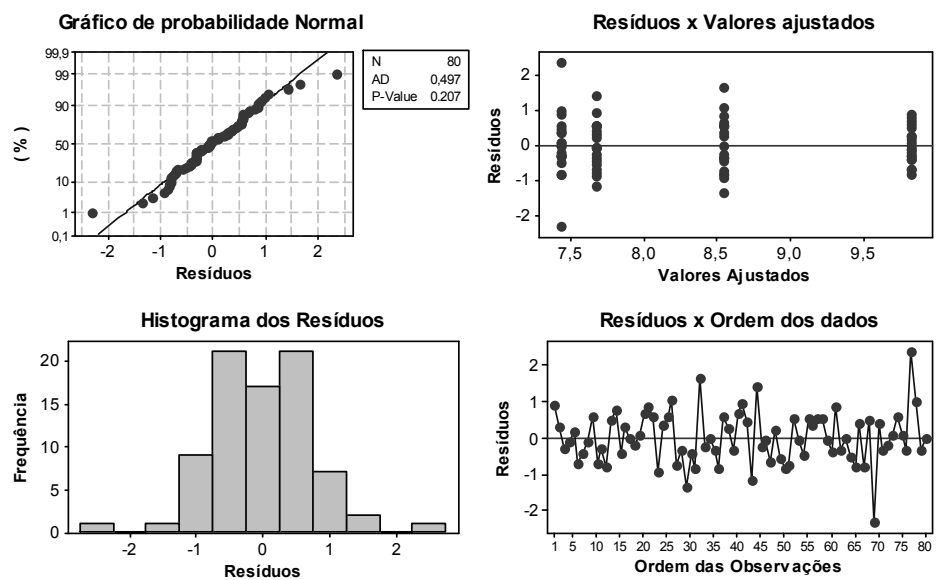 Gráfico de probabilidade Normal
99,9
99
90
50
10
1
0,1
( % )
-2 -1 0 1 2
Resíduos
N 80
AD 0,497
P-Value 0.207
Resíduos x Valores ajustados
2
1
0
-1
-2
Resíduos
7,5 8,0 8,5 9,0 9,5
Valores Ajustados
Histograma dos Resíduos
20
15
10
5
0
Frequência
-2 -1 0 1 2
Resíduos
Resíduos x Ordem dos dados
2
1
0
-1
-2
Resíduos
1 5 10 15 20 25 30 35 40 45 50 55 60 65 70 75 80
Ordem das Observações